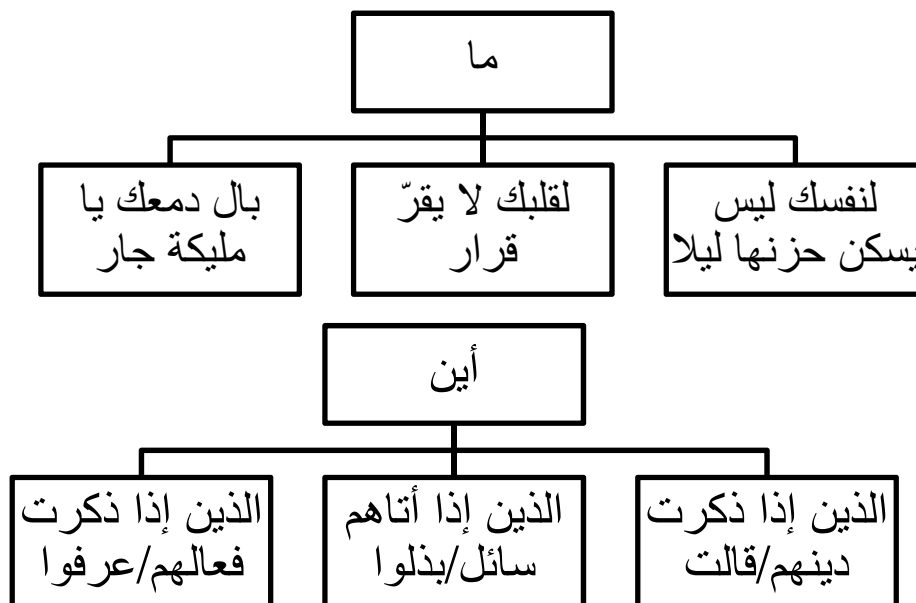 ما
لنفسك ليس
يسكن حزنها ليلا
لقلبك لا يقرّ
قرار
بال دمعك يا
مليكة جار
أين
الذين إذا ذكرت
دينهم/قالت
الذين إذا أتاهم
سائل/بذلوا
الذين إذا ذكرت
فعالهم/عرفوا